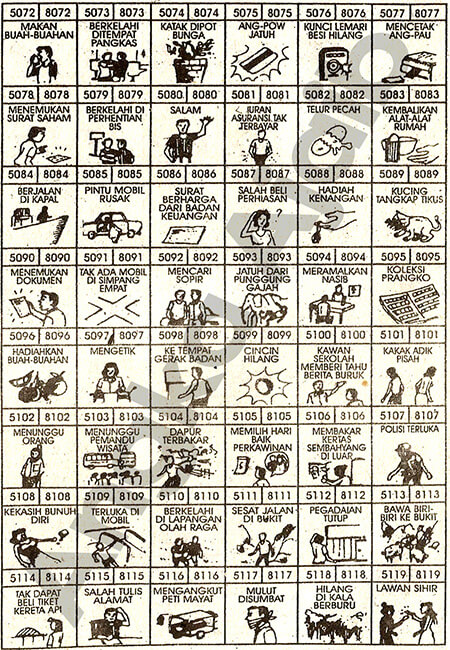 5072 8072 5073 8073 5074 8074 5075 8075 5076 8076 5077 8077
MAKAN
BUAH-BUAHAN
BERKELAHI
DITEMPAT
PANGKAS
KATAK DIPOT
BUNGA
ANG-POW
JATUH
KUNCI LEMARI
BESI HILANG
MENCETAK
ANG-PAU
5078 8078 5079 8079 5080 8080 5081 8081 5082 8082 5083 8083
MENEMUKAN
SURAT SAHAM
BERKELAHI DI
PERHENTIAN
BIS
SALAM
IURAN
ASURANSI TAK
TERBAYAR
TELUR PECAH
KEMBALIKAN
ALAT-ALAT
RUMAH
5084 8084 5085 8085 5086 8086 5087 8087 5088 8088 5089 8089
BERJALAN
DI KAPAL
PINTU MOBIL
RUSAK
SURAT
BERHARGA
DARI BADAN
KEUANGAN
SALAH BELI
PERHIASAN
HADIAH
KENANGAN
KUCING
TANGKAP TIKUS
5090 8090 5091 8091 5092 8092 5093 8093 5094 8094 5095 8095
MENEMUKAN
DOKUMEN
TAK ADA MOBIL
DI SIMPANG
EMPAT
MENCARI
SOPIR
JATUH DARI
PUNGGUNG
GAJAH
MERAMALKAN
NASIB
KOLEKSI
PRANGKO
5096 8096 5097 8097 5098 8098 5099 8099 5100 8100 5101 8101
HADIAHKAN
BUAH-BUAHAN
MENGETIK
KE TEMPAT
GERAK BADAN
CINCIN
HILANG
KAWAN
SEKOLAH
MEMBERI TAHU
BERITA BURUK
KAKAK ADIK
PISAH
5102 8102 5103 8103 5104 8104 5105 8105 5106 8106 5107 8107
MENUNGGU
ORANG
MENUNGGU
PEMANDU
WISATA
DAPUR
TERBAKAR
MEMILIH HARI
BAIK
PERKAWINAN
MEMBAKAR
KERTAS
SEMBAHYANG
DI LUAR
POLISI TERLUKA
5108 8108 5109 8109 5110 8110 5111 8111 5112 8112 5113 8113
KEKASIH BUNUH
DIRI
TERLUKA DI
MOBIL
BERKELAHI
DI LAPANGAN
OLAH RAGA
SESAT JALAN
DI BUKIT
PEGADAIAN
TUTUP
BAWA BIRI-
BIRI KE BUKIT
5114 8114 5115 8115 5116 8116 5117 8117 5118 8118 5119 8119
TAK DAPAT
BELI TIKET
KERETA API
SALAH TULIS
ALAMAT
MENGANGKUT
PETI MAYAT
MULUT
DISUMBAT
HILANG
DI KALA
BERBURU
LAWAN SIHIR